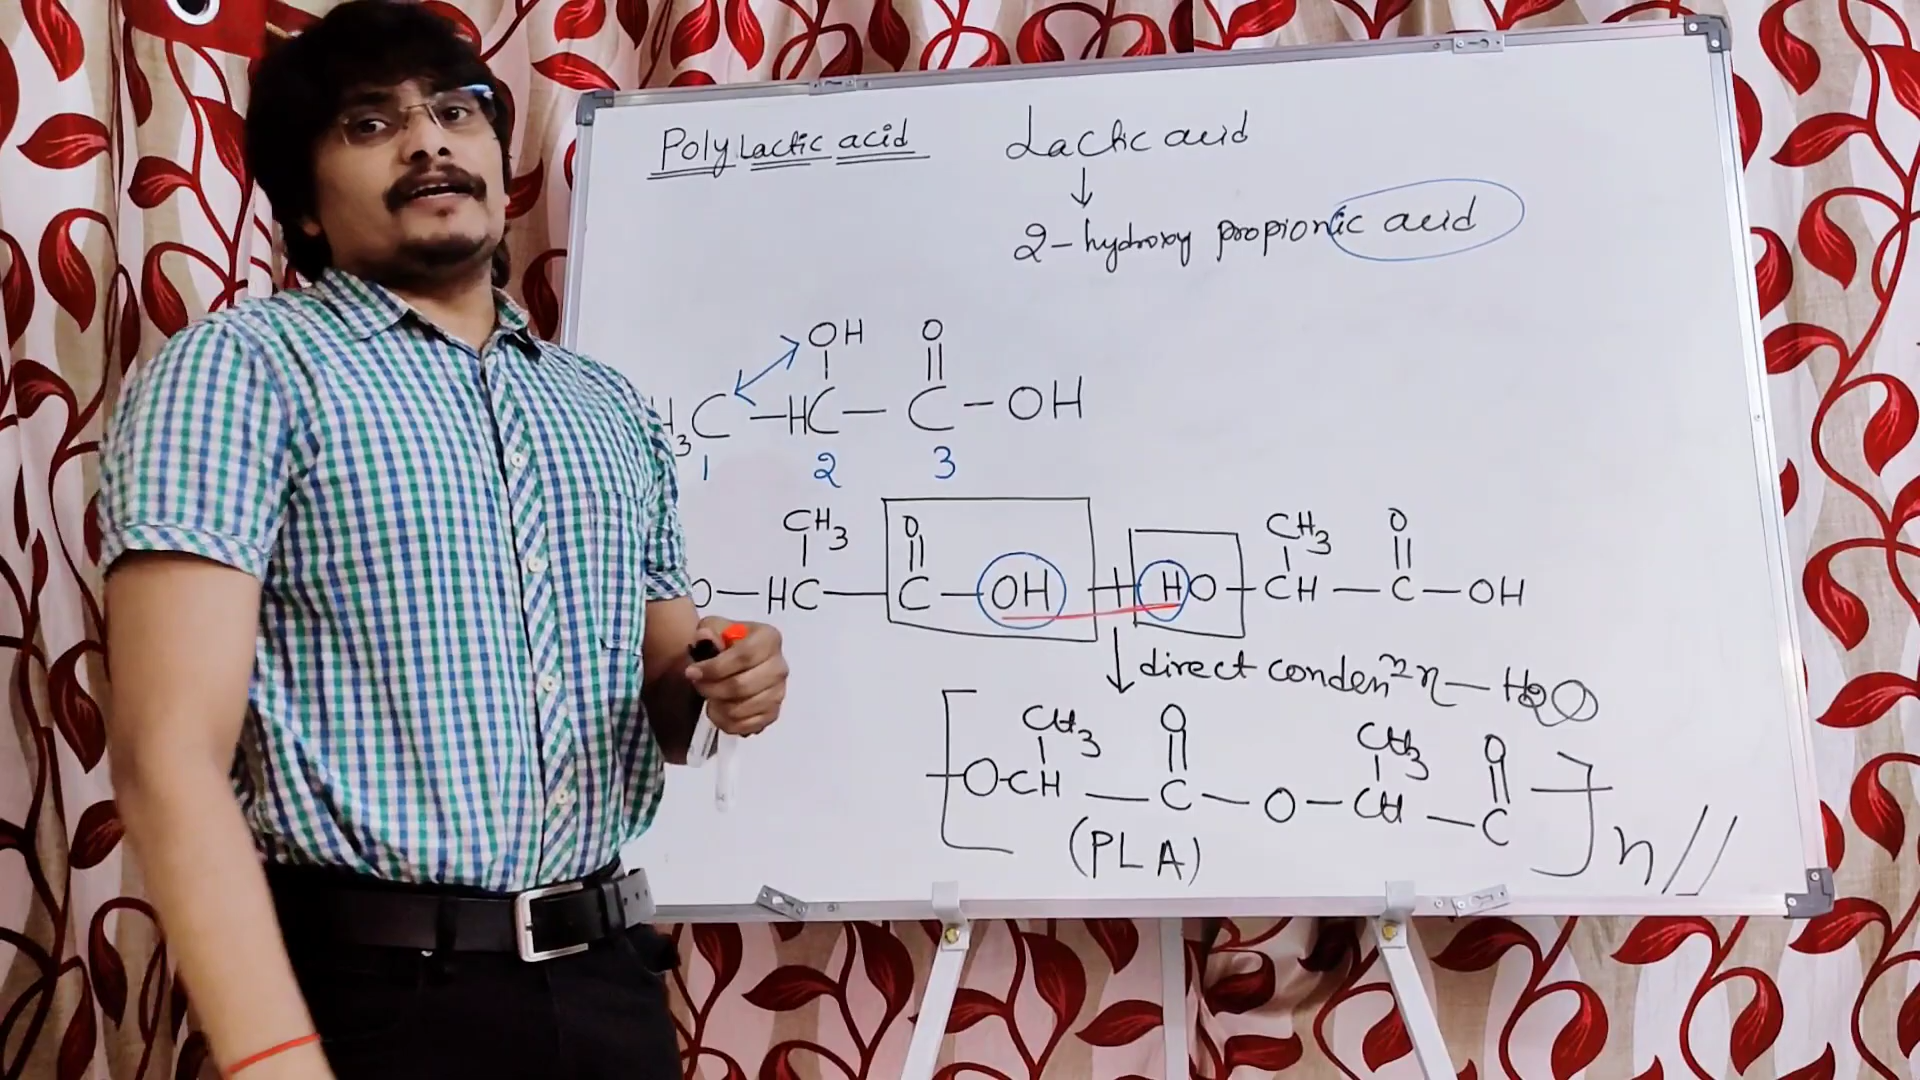 Poly Lactic acid
Lactic acid
↓
2-hydroxy propionic acid
OH O
H3C—HC—C—OH
1 2 3
CH3 O CH3 O
O—HC—C—OH + HO—CH—C—OH
↓ direct conden – H2O
CH3 O CH3 O
[O-CH—C—O—CH—C]n//
(PLA)